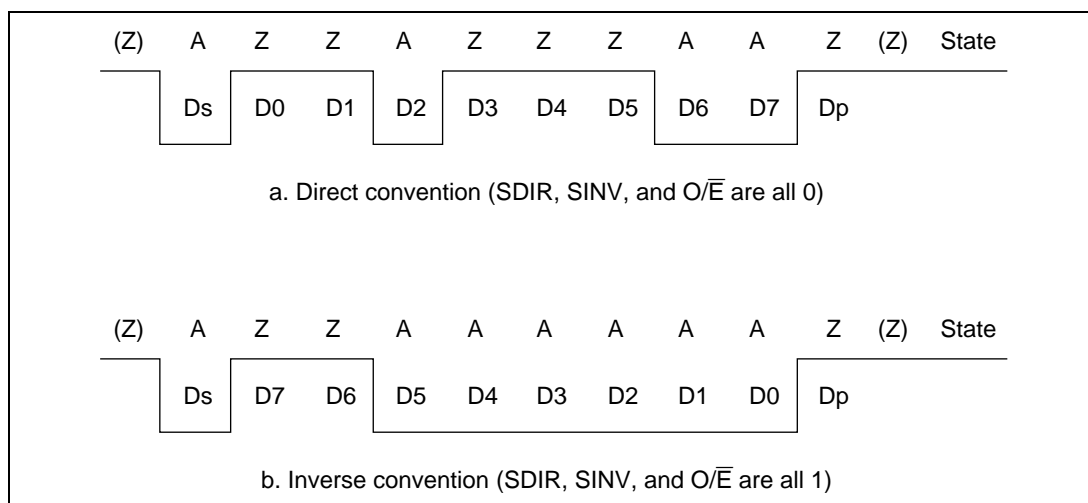 (Z) A Z Z A Z Z Z A A Z (Z) State
Ds D0 D1 D2 D3 D4 D5 D6 D7 Dp
a. Direct convention (SDIR, SINV, and O/E̅ are all 0)
(Z) A Z Z A A A A A A Z (Z) State
Ds D7 D6 D5 D4 D3 D2 D1 D0 Dp
b. Inverse convention (SDIR, SINV, and O/E̅ are all 1)